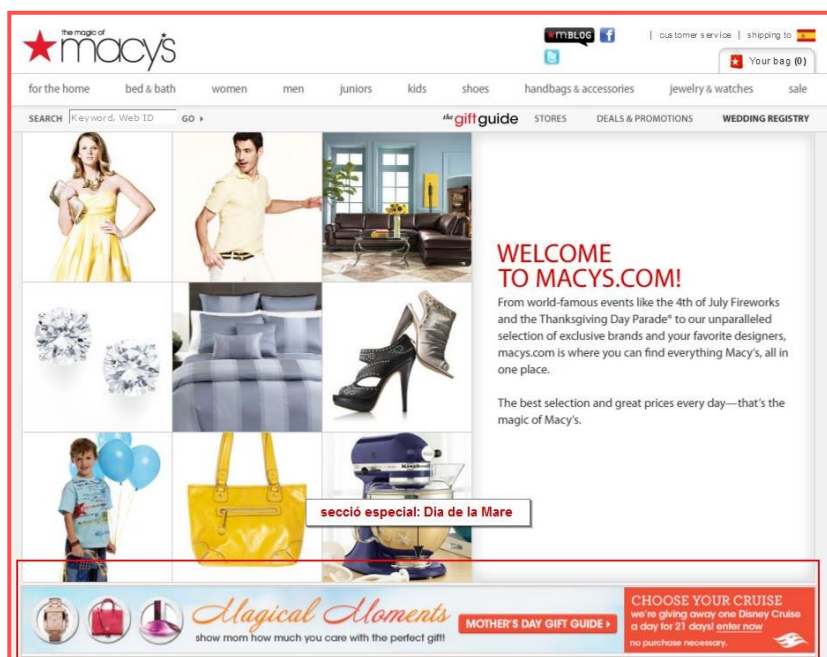 the magic of
macy's
mBLOG
customer service | shipping to
Your bag (0)
for the home bed & bath women men juniors kids shoes handbags & accessories jewelry & watches sale
SEARCH Keyword, Web ID GO
the gift guide STORES DEALS & PROMOTIONS WEDDING REGISTRY
WELCOME
TO MACYS.COM!
From world-famous events like the 4th of July Fireworks
and the Thanksgiving Day Parade® to our unparalleled
selection of exclusive brands and your favorite designers,
macys.com is where you can find everything Macy's, all in
one place.
The best selection and great prices every day—that's the
magic of Macy's.
KitchenAid
secció especial: Dia de la Mare
Magical Moments
show mom how much you care with the perfect gift!
MOTHER'S DAY GIFT GUIDE
CHOOSE YOUR CRUISE
we're giving away one Disney Cruise
a day for 21 days! enter now
no purchase necessary.